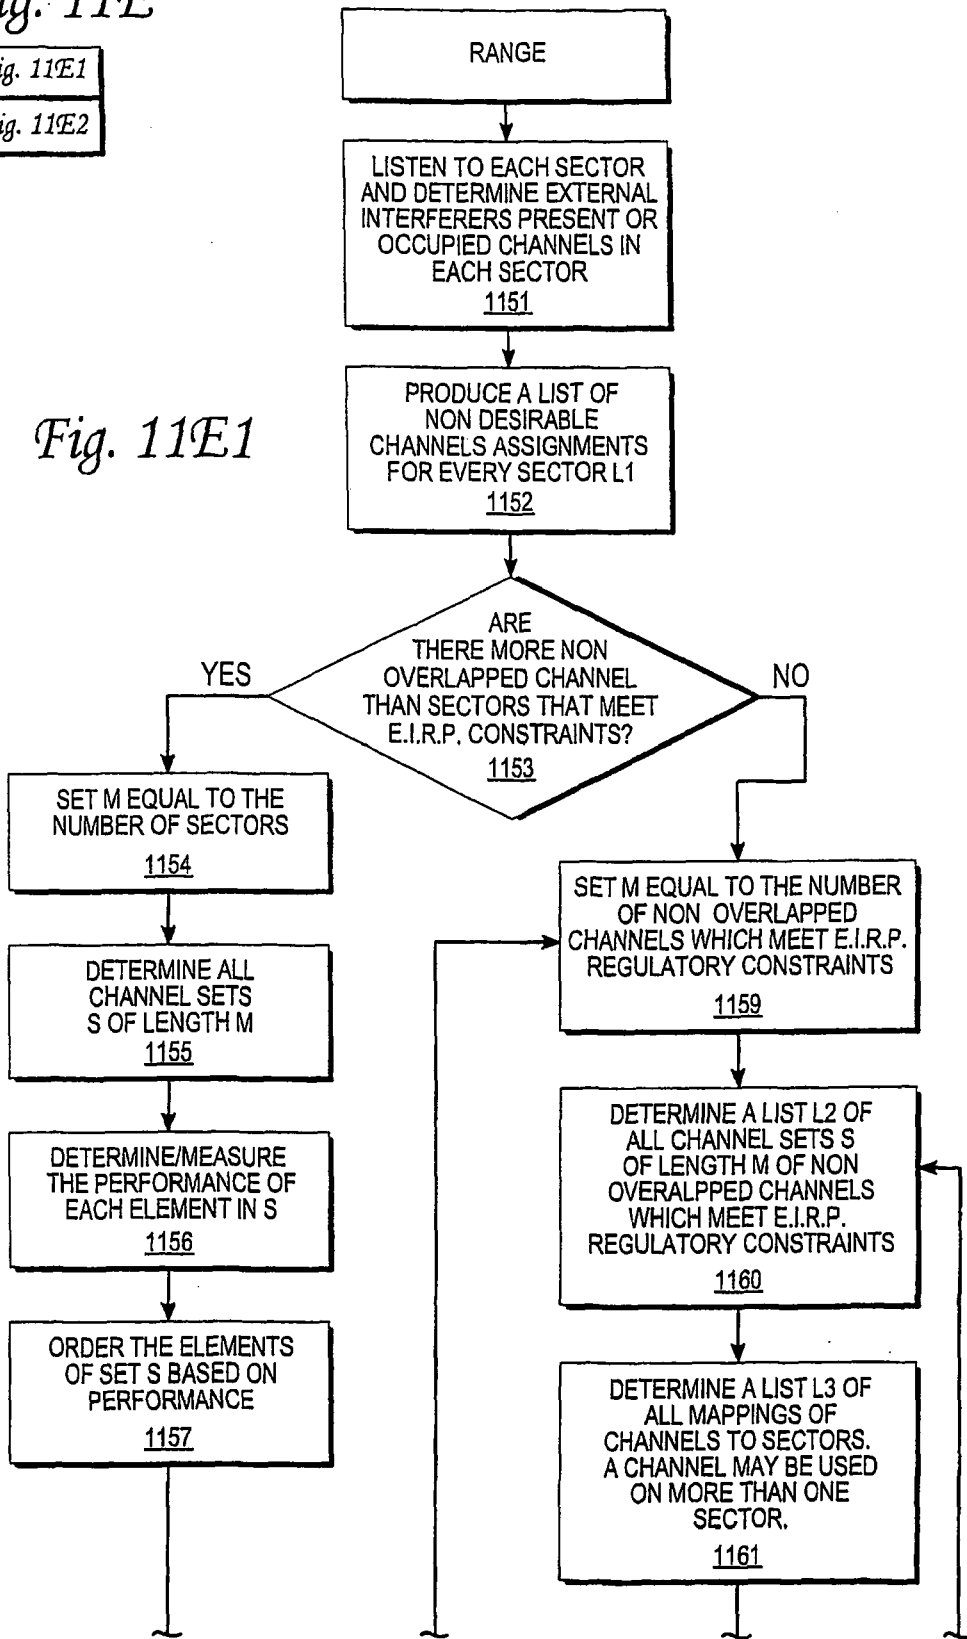 ig. 11E
ig. 11E1
ig. 11E2
RANGE
LISTEN TO EACH SECTOR
AND DETERMINE EXTERNAL
INTERFERERS PRESENT OR
OCCUPIED CHANNELS IN
EACH SECTOR
1151
Fig. 11E1
PRODUCE A LIST OF
NON DESIRABLE
CHANNELS ASSIGNMENTS
FOR EVERY SECTOR L1
1152
ARE
THERE MORE NON
OVERLAPPED CHANNEL
THAN SECTORS THAT MEET
E.I.R.P. CONSTRAINTS?
1153
YES
NO
SET M EQUAL TO THE
NUMBER OF SECTORS
1154
DETERMINE ALL
CHANNEL SETS
S OF LENGTH M
1155
DETERMINE/MEASURE
THE PERFORMANCE OF
EACH ELEMENT IN S
1156
ORDER THE ELEMENTS
OF SET S BASED ON
PERFORMANCE
1157
SET M EQUAL TO THE NUMBER
OF NON OVERLAPPED
CHANNELS WHICH MEET E.I.R.P.
REGULATORY CONSTRAINTS
1159
DETERMINE A LIST L2 OF
ALL CHANNEL SETS S
OF LENGTH M OF NON
OVERALPPED CHANNELS
WHICH MEET E.I.R.P.
REGULATORY CONSTRAINTS
1160
DETERMINE A LIST L3 OF
ALL MAPPINGS OF
CHANNELS TO SECTORS.
A CHANNEL MAY BE USED
ON MORE THAN ONE
SECTOR.
1161